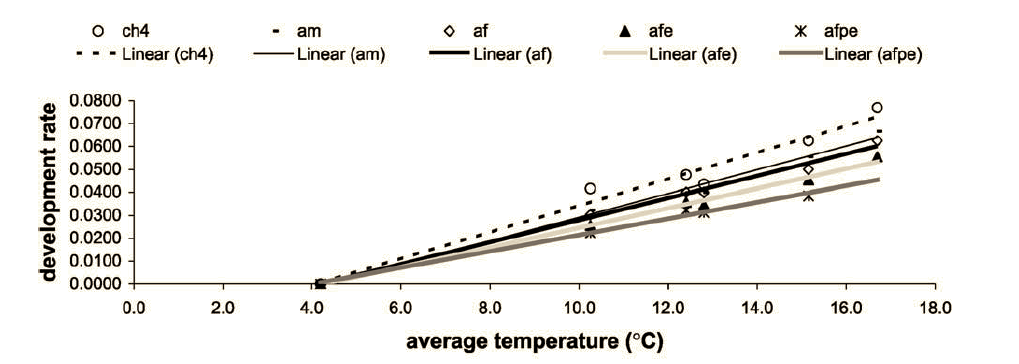 ch4 am af afe afpe
Linear (ch4) Linear (am) Linear (af) Linear (afe) Linear (afpe)
development rate
0.0800
0.0700
0.0600
0.0500
0.0400
0.0300
0.0200
0.0100
0.0000
0.0 2.0 4.0 6.0 8.0 10.0 12.0 14.0 16.0 18.0
average temperature (°C)